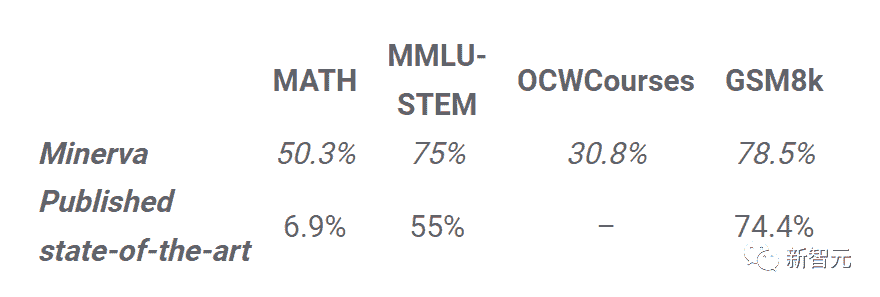 MATH MMLU-STEM OCWCourses GSM8k
Minerva 50.3% 75% 30.8% 78.5%
Published
state-of-the-art 6.9% 55% – 74.4%
新智元